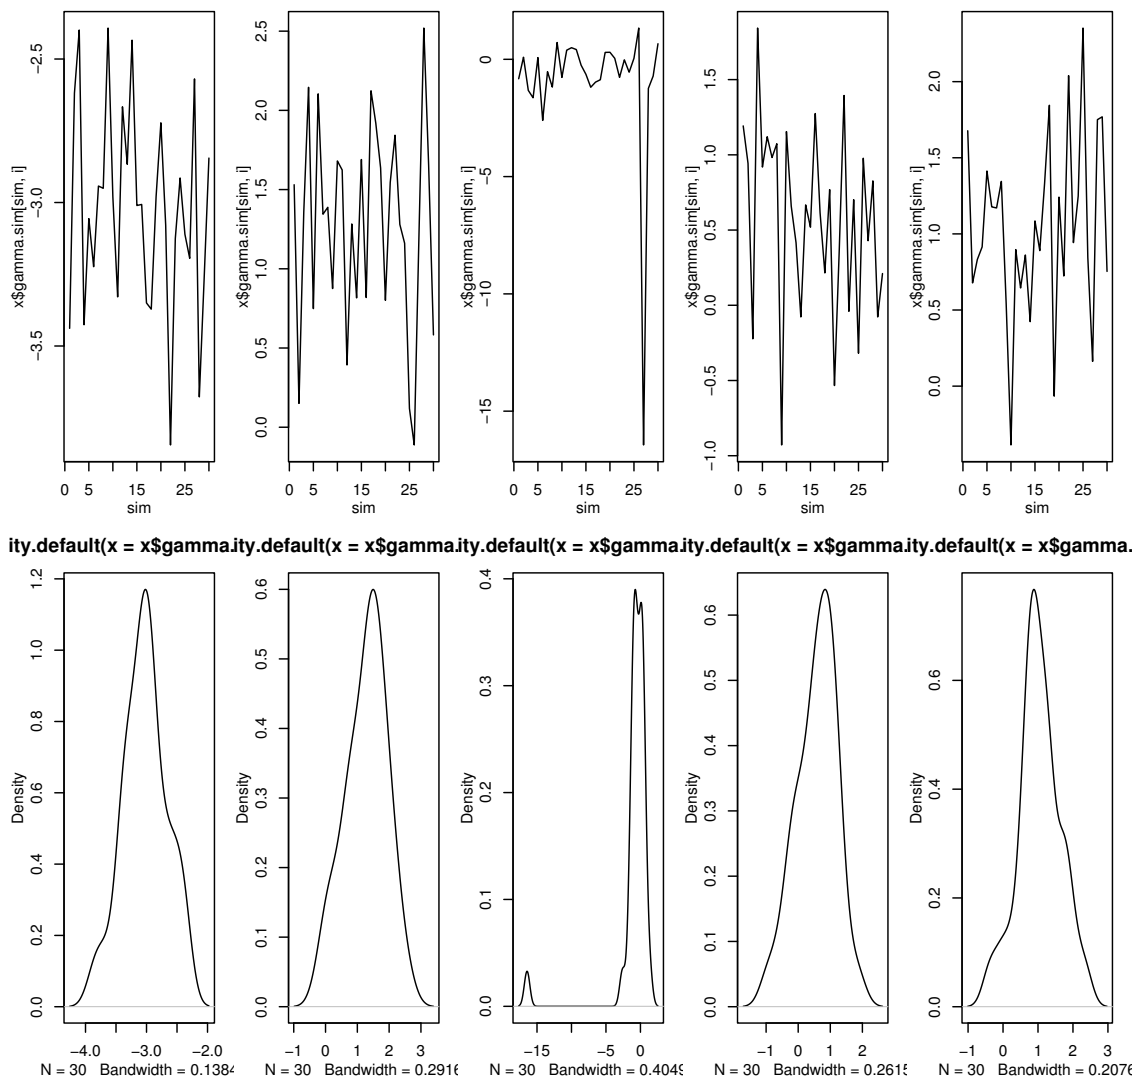 −2.5
−3.0
−3.5
x$gamma.sim[sim, i]
0 5 15 25
sim
2.5
2.0
1.5
1.0
0.5
0.0
x$gamma.sim[sim, i]
0 5 15 25
sim
0
−5
−10
−15
x$gamma.sim[sim, i]
0 5 15 25
sim
1.5
1.0
0.5
0.0
−0.5
−1.0
x$gamma.sim[sim, i]
0 5 15 25
sim
2.0
1.5
1.0
0.5
0.0
x$gamma.sim[sim, i]
0 5 15 25
sim
ity.default(x = x$gamma.
ity.default(x = x$gamma.
ity.default(x = x$gamma.
ity.default(x = x$gamma.
ity.default(x = x$gamma.
1.2
1.0
0.8
0.6
0.4
0.2
0.0
Density
−4.0 −3.0 −2.0
N = 30 Bandwidth = 0.1384
0.6
0.5
0.4
0.3
0.2
0.1
0.0
Density
−1 0 1 2 3
N = 30 Bandwidth = 0.2916
0.4
0.3
0.2
0.1
0.0
Density
−15 −5 0
N = 30 Bandwidth = 0.4049
0.6
0.5
0.4
0.3
0.2
0.1
0.0
Density
−1 0 1 2
N = 30 Bandwidth = 0.2615
0.6
0.4
0.2
0.0
Density
−1 0 1 2 3
N = 30 Bandwidth = 0.2076